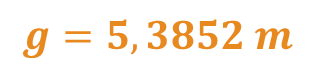 g = 5,3852 m